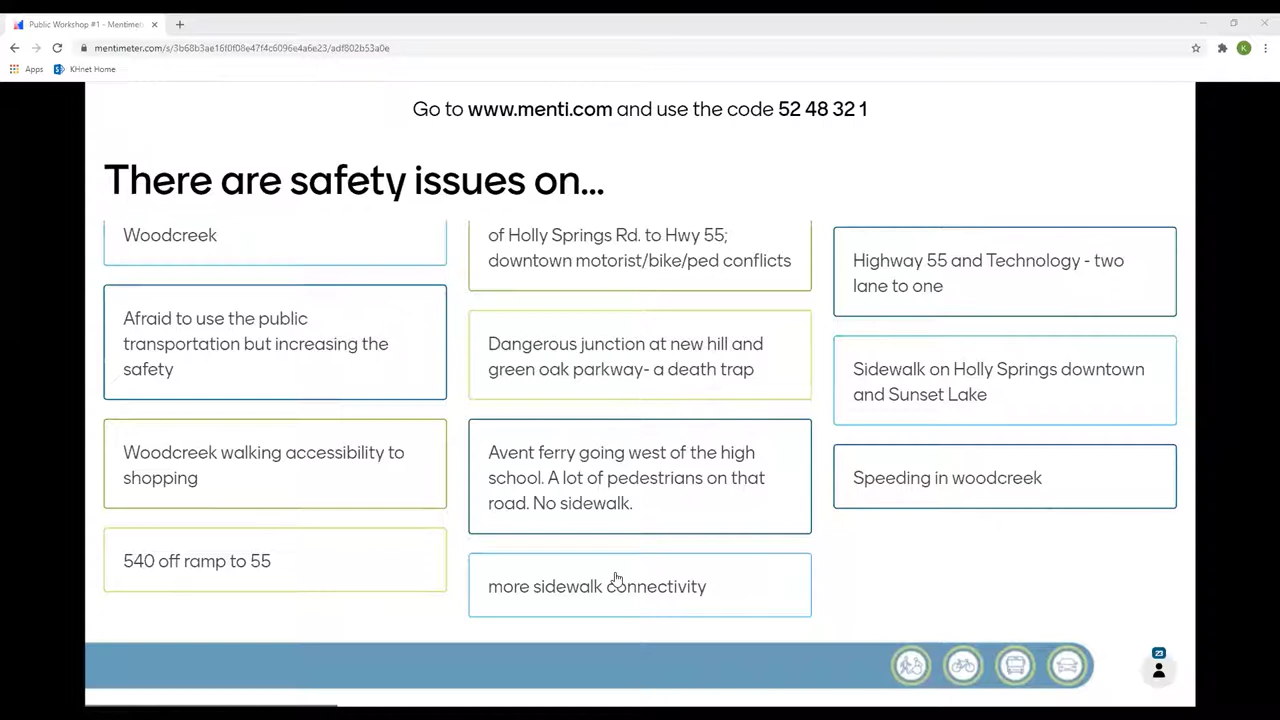 Public Workshop #1 - Mentimet
mentimeter.com/s/3b68b3ae16f0f08e47f4c6096e4a6e23/adf802b53a0e
K
Apps
KHnet Home
Go to www.menti.com and use the code 52 48 32 1
There are safety issues on...
Woodcreek
Afraid to use the public
transportation but increasing the
safety
Woodcreek walking accessibility to
shopping
540 off ramp to 55
of Holly Springs Rd. to Hwy 55;
downtown motorist/bike/ped conflicts
Dangerous junction at new hill and
green oak parkway- a death trap
Avent ferry going west of the high
school. A lot of pedestrians on that
road. No sidewalk.
more sidewalk connectivity
Highway 55 and Technology - two
lane to one
Sidewalk on Holly Springs downtown
and Sunset Lake
Speeding in woodcreek
23